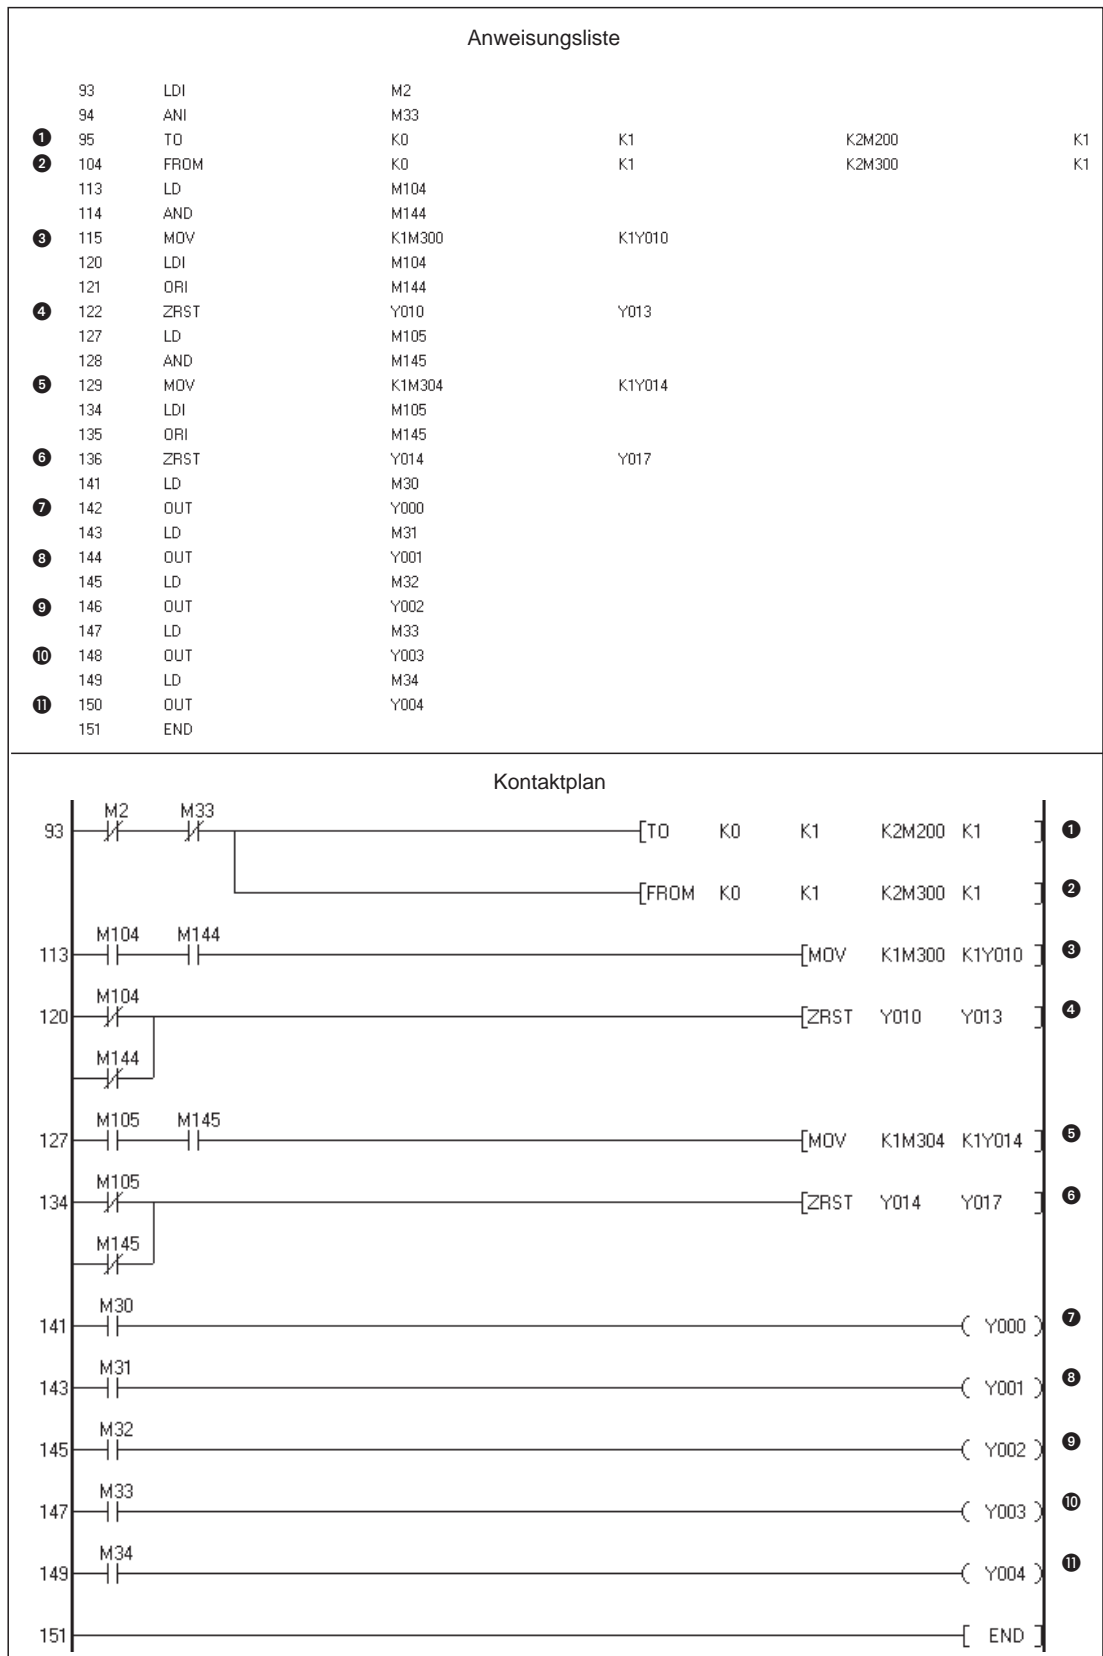 Anweisungsliste
93 LDI M2
94 ANI M33
❶ 95 TO K0 K1 K2M200 K1
❷ 104 FROM K0 K1 K2M300 K1
113 LD M104
114 AND M144
❸ 115 MOV K1M300 K1Y010
120 LDI M104
121 ORI M144
❹ 122 ZRST Y010 Y013
127 LD M105
128 AND M145
❺ 129 MOV K1M304 K1Y014
134 LDI M105
135 ORI M145
❻ 136 ZRST Y014 Y017
141 LD M30
❼ 142 OUT Y000
143 LD M31
❽ 144 OUT Y001
145 LD M32
❾ 146 OUT Y002
147 LD M33
❿ 148 OUT Y003
149 LD M34
⓫ 150 OUT Y004
151 END
Kontaktplan
M2 M33
93 [TO K0 K1 K2M200 K1 ] ❶
[FROM K0 K1 K2M300 K1 ] ❷
M104 M144
113 [MOV K1M300 K1Y010 ] ❸
M104
120 [ZRST Y010 Y013 ] ❹
M144
M105 M145
127 [MOV K1M304 K1Y014 ] ❺
M105
134 [ZRST Y014 Y017 ] ❻
M145
M30
141 ( Y000 ) ❼
M31
143 ( Y001 ) ❽
M32
145 ( Y002 ) ❾
M33
147 ( Y003 ) ❿
M34
149 ( Y004 ) ⓫
151 [ END ]